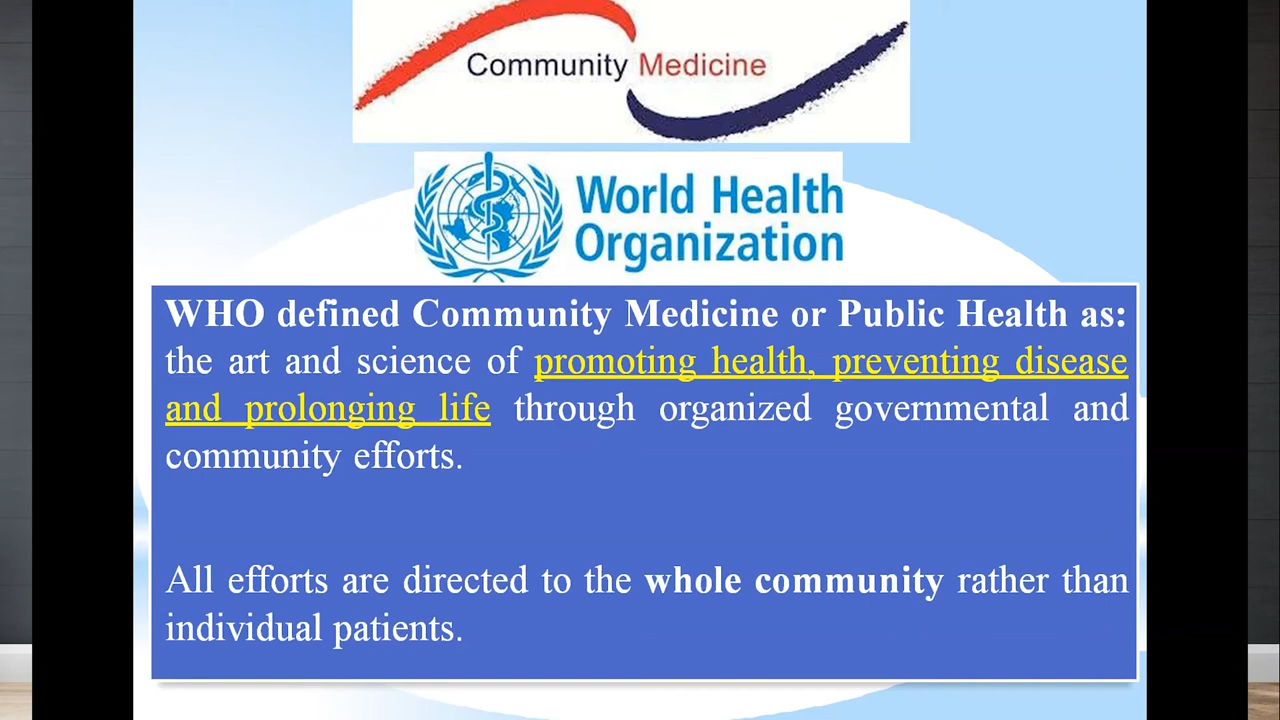 Community Medicine
World Health
Organization
WHO defined Community Medicine or Public Health as:
the art and science of promoting health, preventing disease
and prolonging life through organized governmental and
community efforts.
All efforts are directed to the whole community rather than
individual patients.